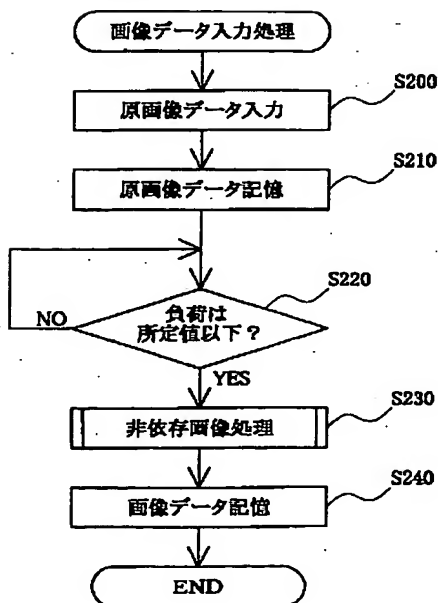 画像データ入力処理
S200
原画像データ入力
S210
原画像データ記憶
S220
負荷は
所定値以下？
NO
YES
S230
非依存画像処理
S240
画像データ記憶
END